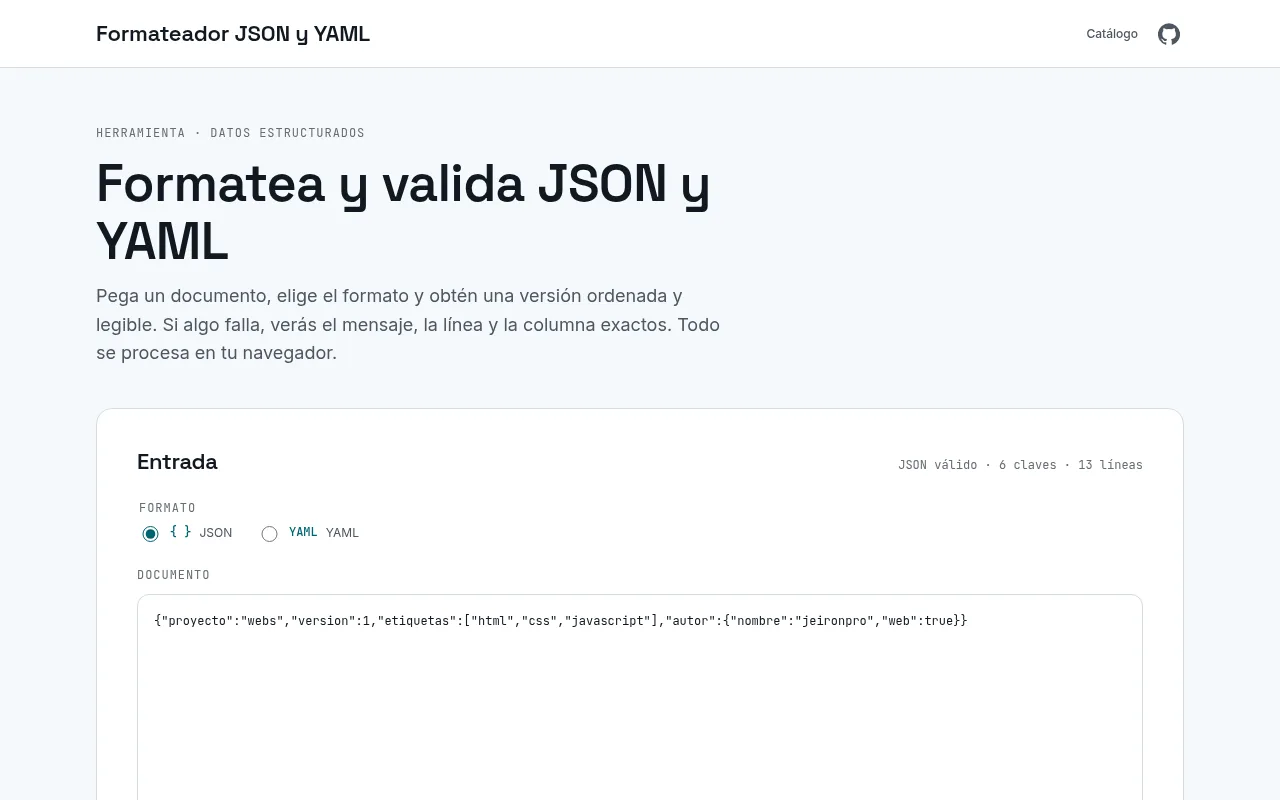 Formateador JSON y YAML
Catálogo
HERRAMIENTA · DATOS ESTRUCTURADOS
Formatea y valida JSON y
YAML
Pega un documento, elige el formato y obtén una versión ordenada y
legible. Si algo falla, verás el mensaje, la línea y la columna exactos. Todo
se procesa en tu navegador.
Entrada
JSON válido · 6 claves · 13 líneas
FORMATO
{ } JSON YAML YAML
DOCUMENTO
{"proyecto":"webs","version":1,"etiquetas":["html","css","javascript"],"autor":{"nombre":"jeironpro","web":true}}